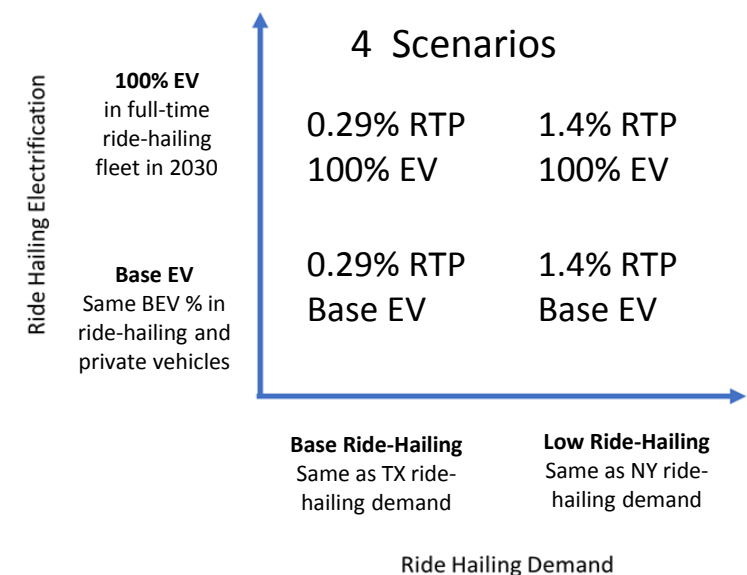 4 Scenarios
Ride Hailing Electrification
100% EV
in full-time
ride-hailing
fleet in 2030
0.29% RTP
100% EV
1.4% RTP
100% EV
Base EV
Same BEV % in
ride-hailing and
private vehicles
0.29% RTP
Base EV
1.4% RTP
Base EV
Base Ride-Hailing
Same as TX ride-
hailing demand
Low Ride-Hailing
Same as NY ride-
hailing demand
Ride Hailing Demand